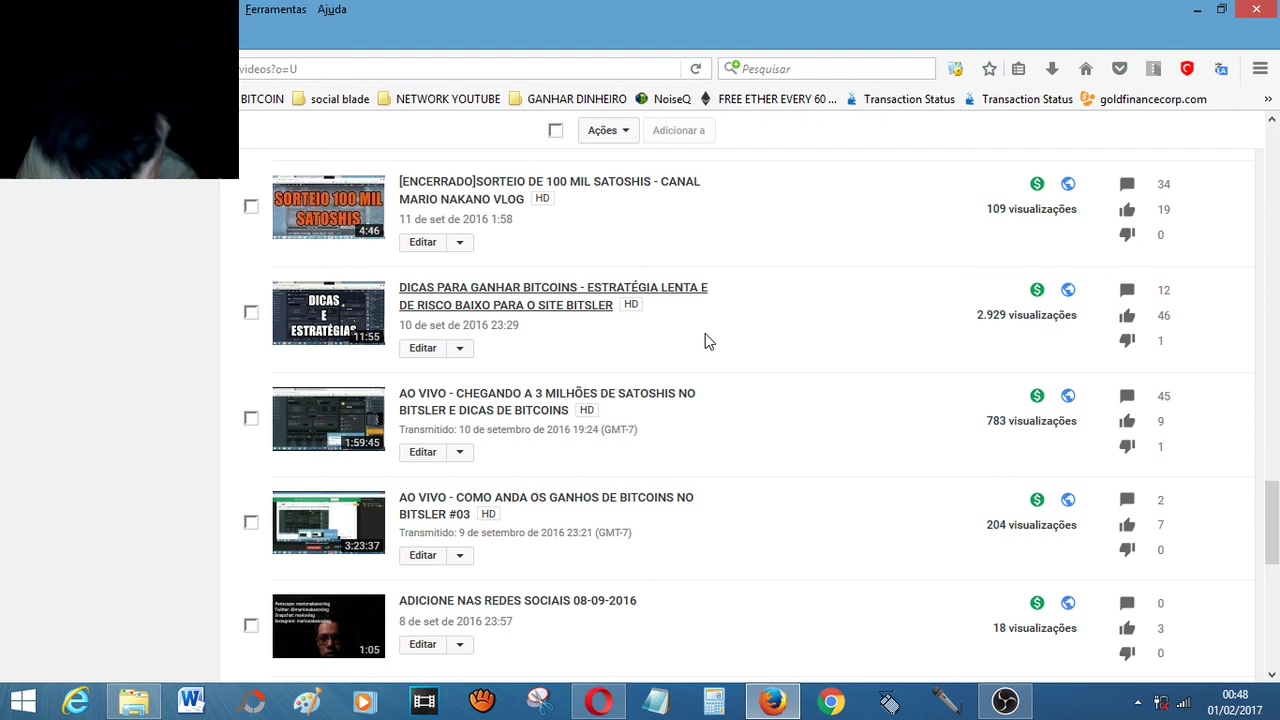 Ferramentas Ajuda
videos?o=U
Pesquisar
BITCOIN social blade NETWORK YOUTUBE GANHAR DINHEIRO NoiseQ FREE ETHER EVERY 60 ... Transaction Status Transaction Status goldfinancecorp.com »
Ações Adicionar a
[ENCERRADO]SORTEIO DE 100 MIL SATOSHIS - CANAL
MARIO NAKANO VLOG HD
11 de set de 2016 1:58
Editar
SORTEIO 100 MIL
SATOSHIS
4:46
109 visualizações
34
19
0
DICAS PARA GANHAR BITCOINS - ESTRATÉGIA LENTA E
DE RISCO BAIXO PARA O SITE BITSLER HD
10 de set de 2016 23:29
Editar
DICAS
E
ESTRATÉGIAS
11:55
2.929 visualizações
12
46
1
AO VIVO - CHEGANDO A 3 MILHÕES DE SATOSHIS NO
BITSLER E DICAS DE BITCOINS HD
Transmitido: 10 de setembro de 2016 19:24 (GMT-7)
Editar
1:59:45
783 visualizações
45
9
1
AO VIVO - COMO ANDA OS GANHOS DE BITCOINS NO
BITSLER #03 HD
Transmitido: 9 de setembro de 2016 23:21 (GMT-7)
Editar
3:23:37
204 visualizações
2
7
0
ADICIONE NAS REDES SOCIAIS 08-09-2016
8 de set de 2016 23:57
Editar
1:05
18 visualizações
0
3
0
00:48
01/02/2017